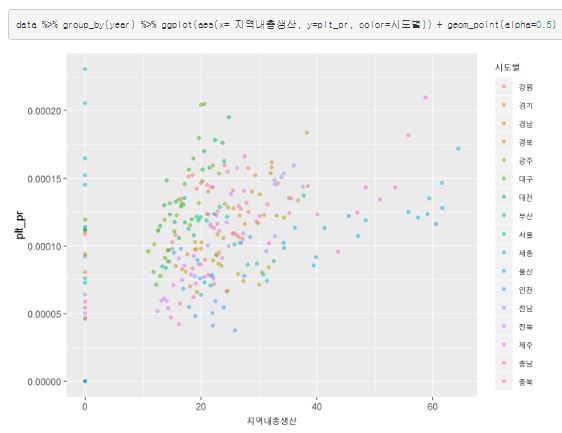 data %>% group_by(year) %>% ggplot(aes(x= 지역내총생산, y=plt_pr, color=시도별)) + geom_point(alpha=0.5)
시도별
강원
경기
경남
경북
광주
대구
대전
부산
서울
세종
울산
인천
전남
전북
제주
충남
충북
plt_pr
0.00020
0.00015
0.00010
0.00005
0.00000
0
20
40
60
지역내총생산